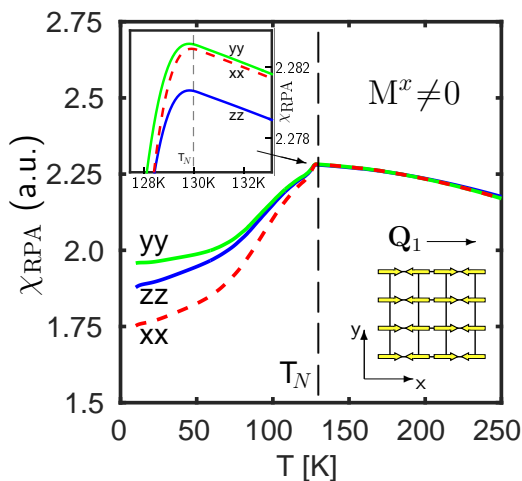 2.75
2.5
2.25
2.0
1.75
1.5
χRPA (a.u.)
yy
xx
zz
2.282
2.278
χRPA
T_N
128K 130K 132K
M^x≠0
yy
zz
xx
Q₁
y
x
T_N
0 50 100 150 200 250
T [K]